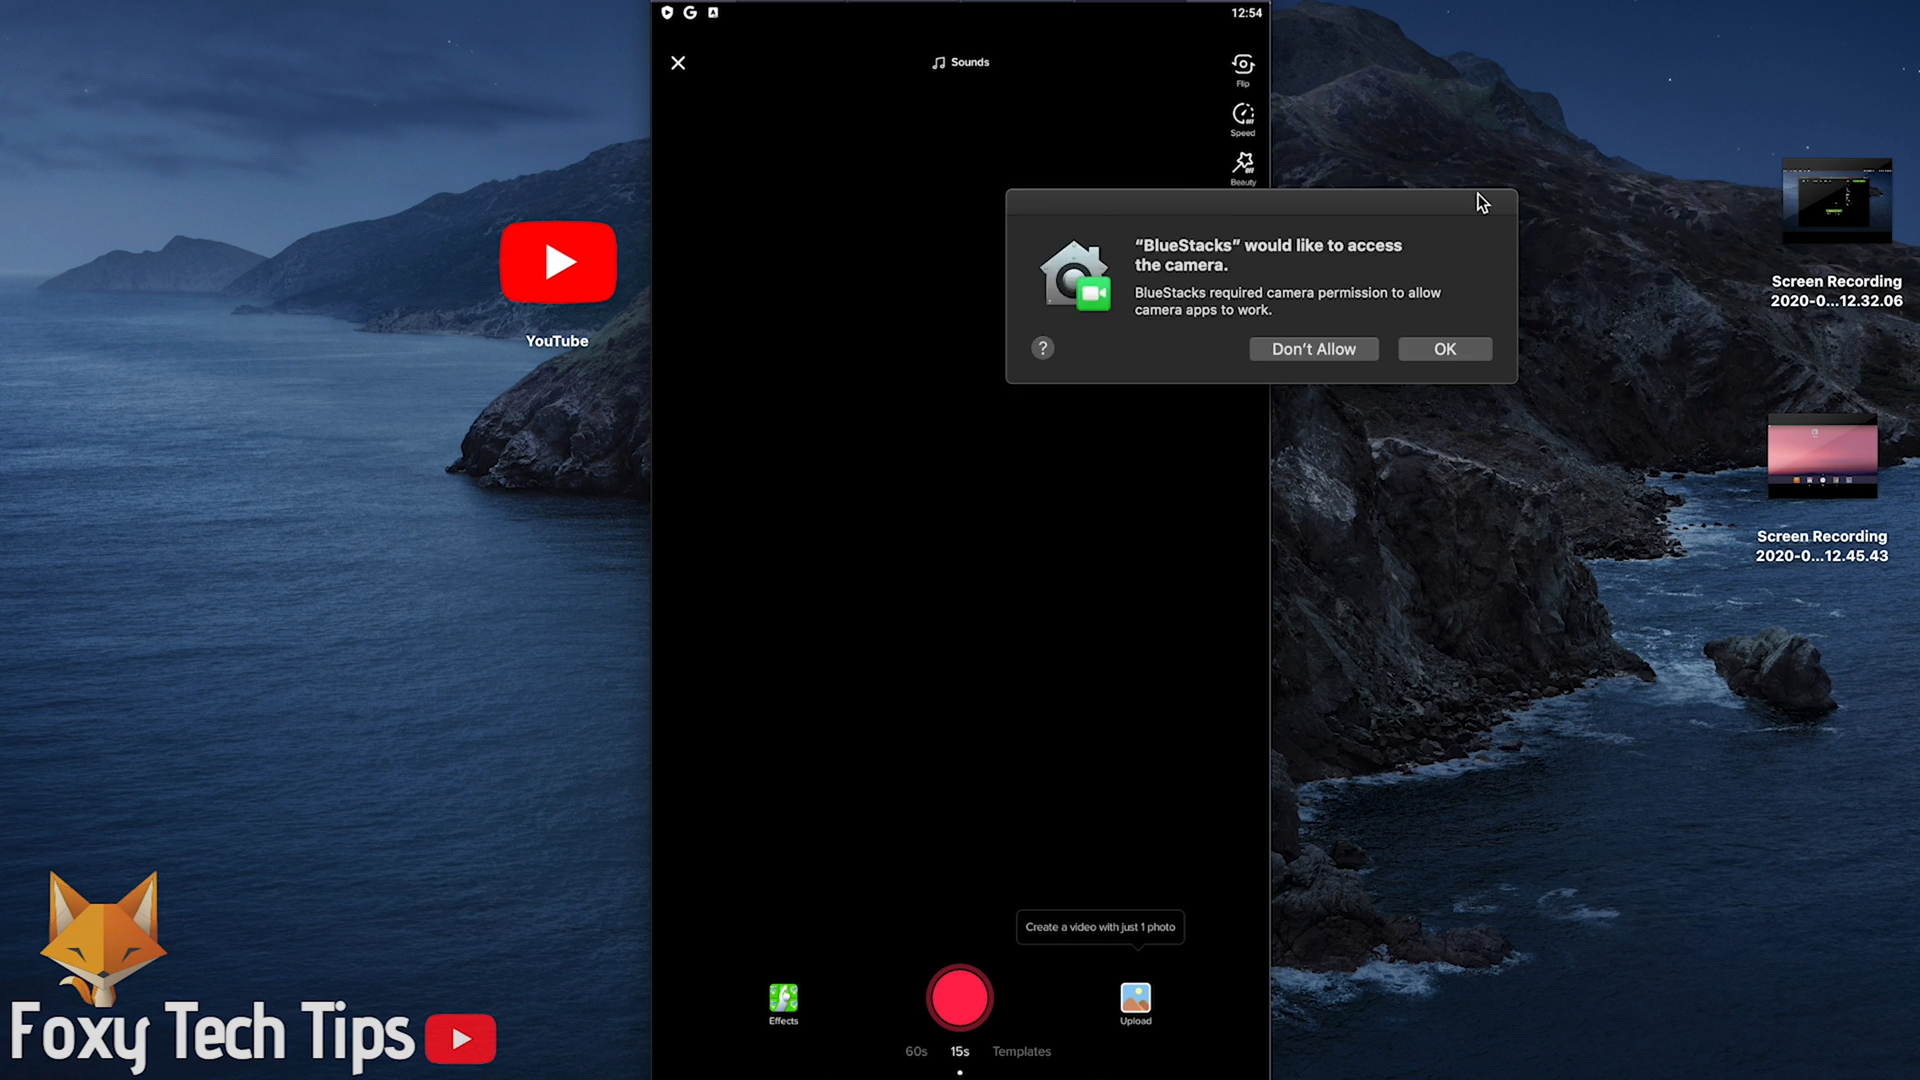 G
A
12:54
Sounds
Flip
OFF
Speed
OFF
Beauty
“BlueStacks” would like to access
the camera.
BlueStacks required camera permission to allow
camera apps to work.
?
Don’t Allow
OK
YouTube
Screen Recording
2020-0...12.32.06
Screen Recording
2020-0...12.45.43
Create a video with just 1 photo
Effects
Upload
60s
15s
Templates
Foxy Tech Tips